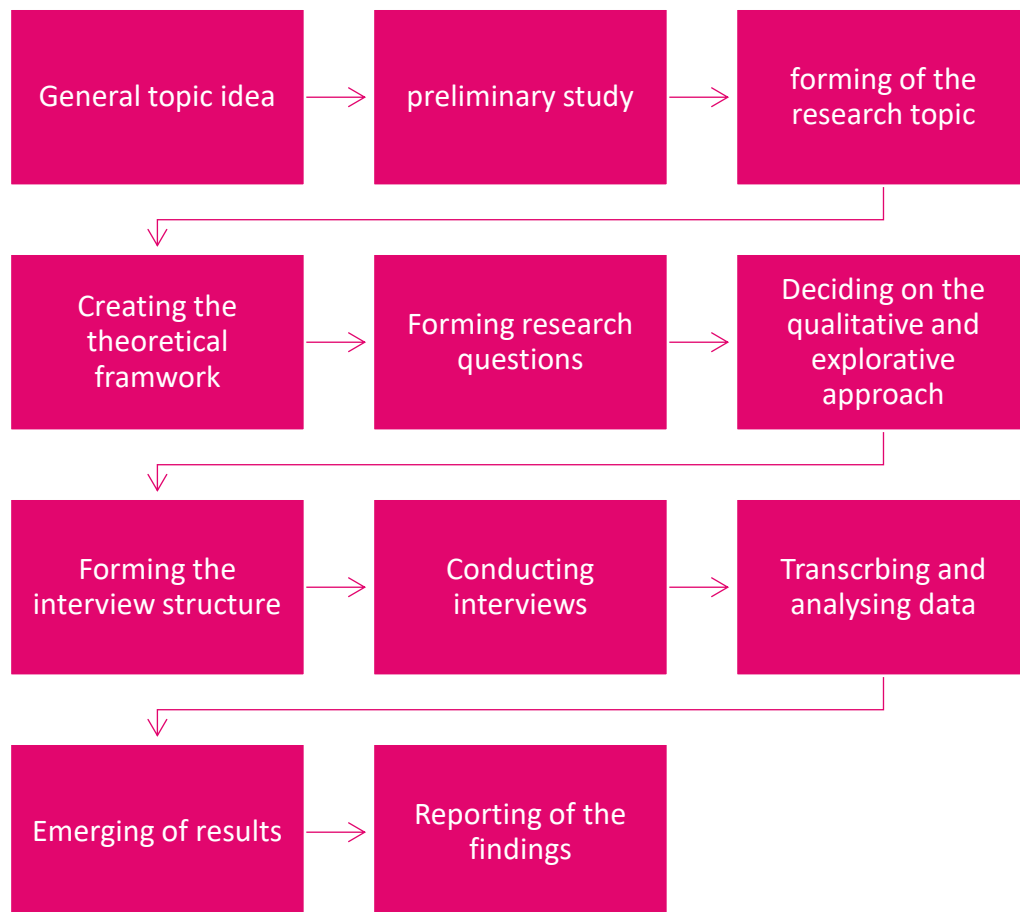 General topic idea
preliminary study
forming of the
research topic
Creating the
theoretical
framwork
Forming research
questions
Deciding on the
qualitative and
explorative
approach
Forming the
interview structure
Conducting
interviews
Transcrbing and
analysing data
Emerging of results
Reporting of the
findings